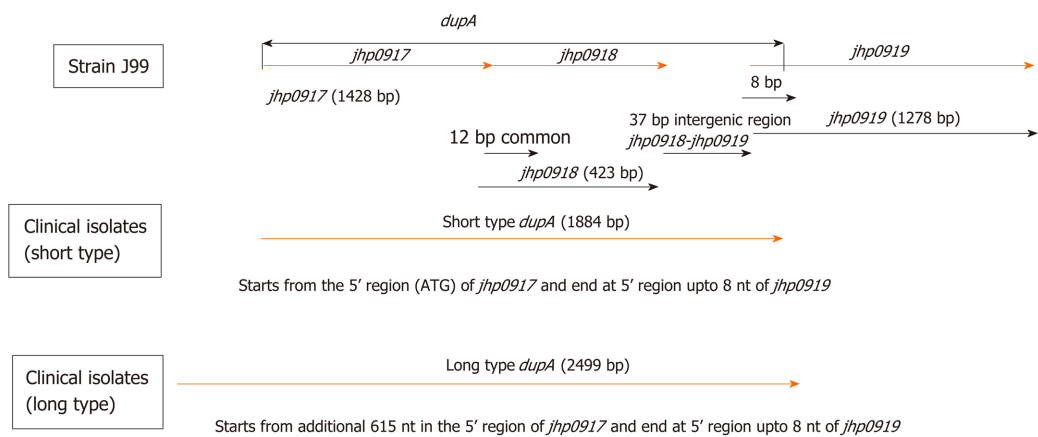 dupA
Strain J99
jhp0917
jhp0918
jhp0919
8 bp
jhp0917 (1428 bp)
37 bp intergenic region
jhp0918-jhp0919
jhp0919 (1278 bp)
12 bp common
jhp0918 (423 bp)
Clinical isolates
(short type)
Short type dupA (1884 bp)
Starts from the 5’ region (ATG) of jhp0917 and end at 5’ region upto 8 nt of jhp0919
Clinical isolates
(long type)
Long type dupA (2499 bp)
Starts from additional 615 nt in the 5’ region of jhp0917 and end at 5’ region upto 8 nt of jhp0919